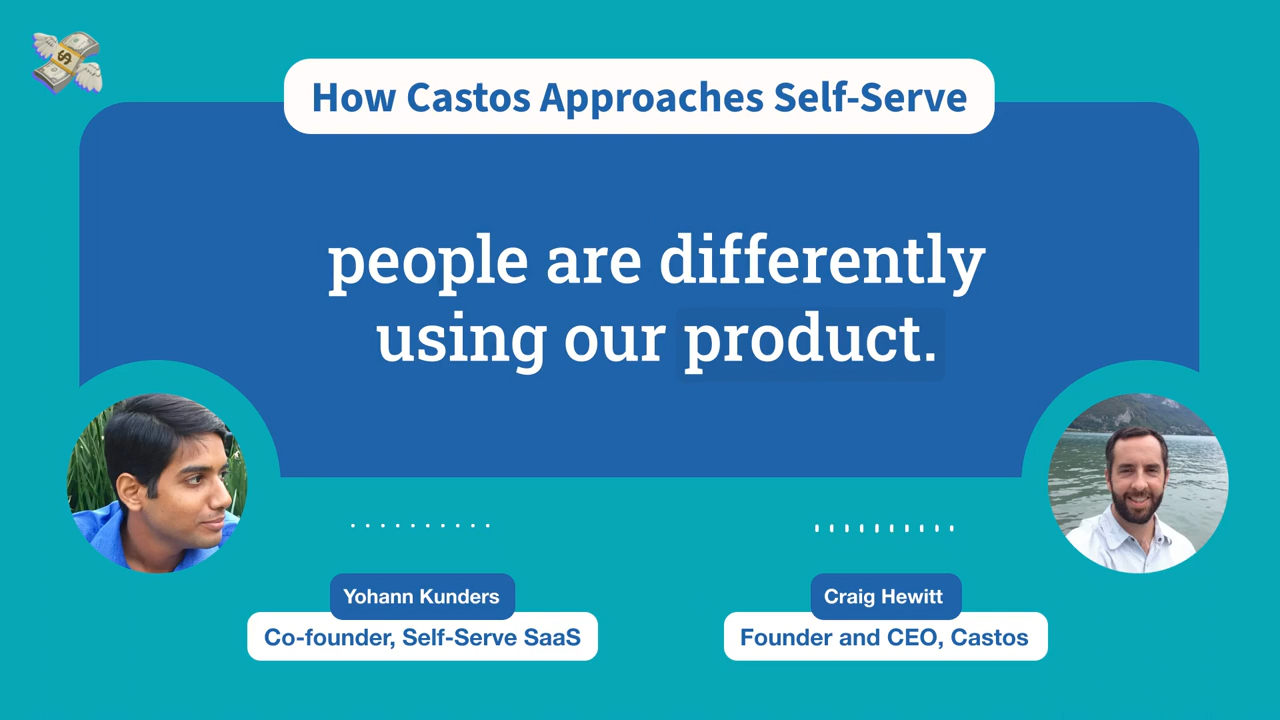 How Castos Approaches Self-Serve
people are differently
using our product.
Yohann Kunders
Co-founder, Self-Serve SaaS
Craig Hewitt
Founder and CEO, Castos